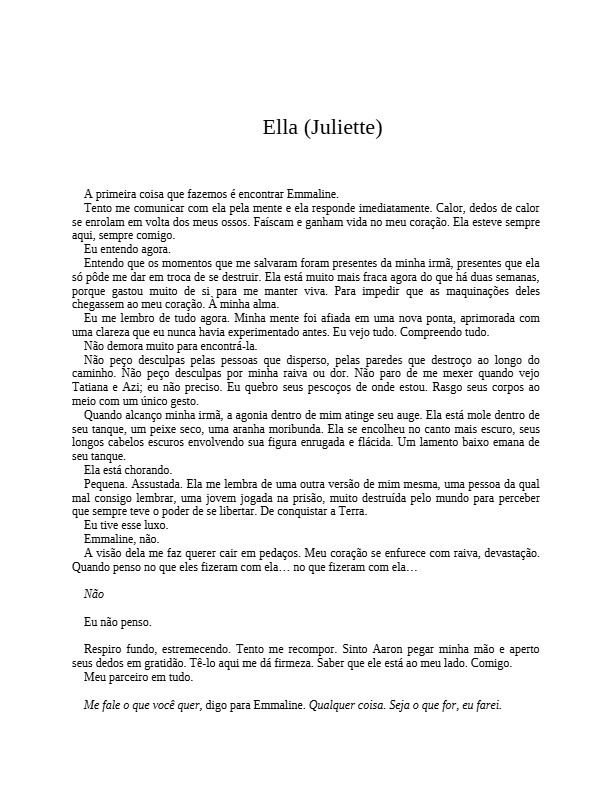 Ella (Juliette)
A primeira coisa que fazemos é encontrar Emmaline.
Tento me comunicar com ela pela mente e ela responde imediatamente. Calor, dedos de calor
se enrolam em volta dos meus ossos. Faíscam e ganham vida no meu coração. Ela esteve sempre
aqui, sempre comigo.
Eu entendo agora.
Entendo que os momentos que me salvaram foram presentes da minha irmã, presentes que ela
só pôde me dar em troca de se destruir. Ela está muito mais fraca agora do que há duas semanas,
porque gastou muito de si para me manter viva. Para impedir que as maquinações deles
chegassem ao meu coração. À minha alma.
Eu me lembro de tudo agora. Minha mente foi afiada em uma nova ponta, aprimorada com
uma clareza que eu nunca havia experimentado antes. Eu vejo tudo. Compreendo tudo.
Não demora muito para encontrá-la.
Não peço desculpas pelas pessoas que disperso, pelas paredes que destroço ao longo do
caminho. Não peço desculpas por minha raiva ou dor. Não paro de me mexer quando vejo
Tatiana e Azi; eu não preciso. Eu quebro seus pescoços de onde estou. Rasgo seus corpos ao
meio com um único gesto.
Quando alcanço minha irmã, a agonia dentro de mim atinge seu auge. Ela está mole dentro de
seu tanque, um peixe seco, uma aranha moribunda. Ela se encolheu no canto mais escuro, seus
longos cabelos escuros envolvendo sua figura enrugada e flácida. Um lamento baixo emana de
seu tanque.
Ela está chorando.
Pequena. Assustada. Ela me lembra de uma outra versão de mim mesma, uma pessoa da qual
mal consigo lembrar, uma jovem jogada na prisão, muito destruída pelo mundo para perceber
que sempre teve o poder de se libertar. De conquistar a Terra.
Eu tive esse luxo.
Emmaline, não.
A visão dela me faz querer cair em pedaços. Meu coração se enfurece com raiva, devastação.
Quando penso no que eles fizeram com ela… no que fizeram com ela…
Não
Eu não penso.
Respiro fundo, estremecendo. Tento me recompor. Sinto Aaron pegar minha mão e aperto
seus dedos em gratidão. Tê-lo aqui me dá firmeza. Saber que ele está ao meu lado. Comigo.
Meu parceiro em tudo.
Me fale o que você quer, digo para Emmaline. Qualquer coisa. Seja o que for, eu farei.